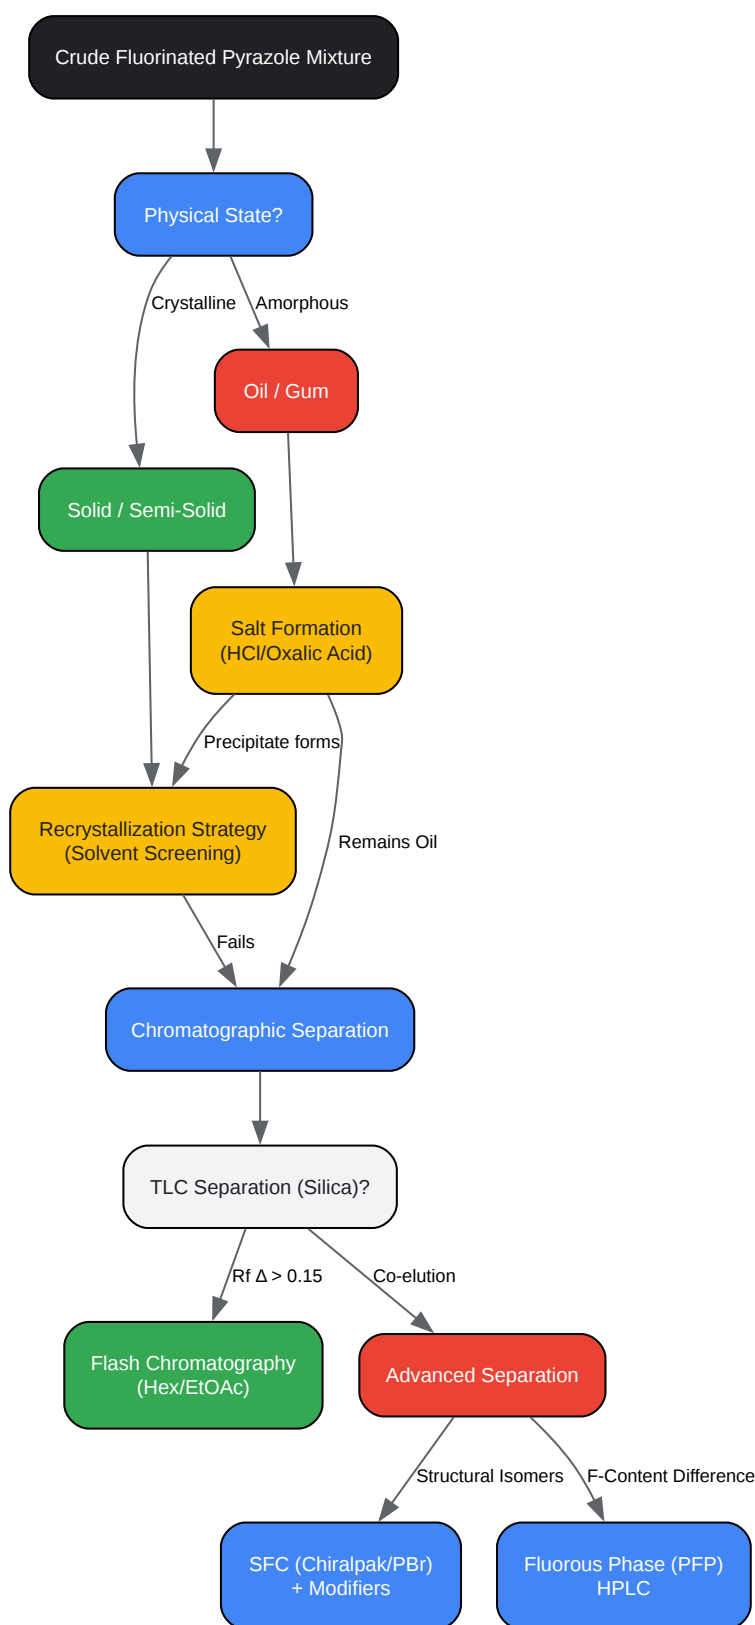 Crude Fluorinated Pyrazole Mixture
Physical State?
Crystalline
Amorphous
Oil / Gum
Solid / Semi-Solid
Salt Formation
(HCl/Oxalic Acid)
Precipitate forms
Recrystallization Strategy
(Solvent Screening)
Remains Oil
Fails
Chromatographic Separation
TLC Separation (Silica)?
Rf Δ > 0.15
Co-elution
Flash Chromatography
(Hex/EtOAc)
Advanced Separation
Structural Isomers
F-Content Difference
SFC (Chiralpak/PBr)
+ Modifiers
Fluorous Phase (PFP)
HPLC